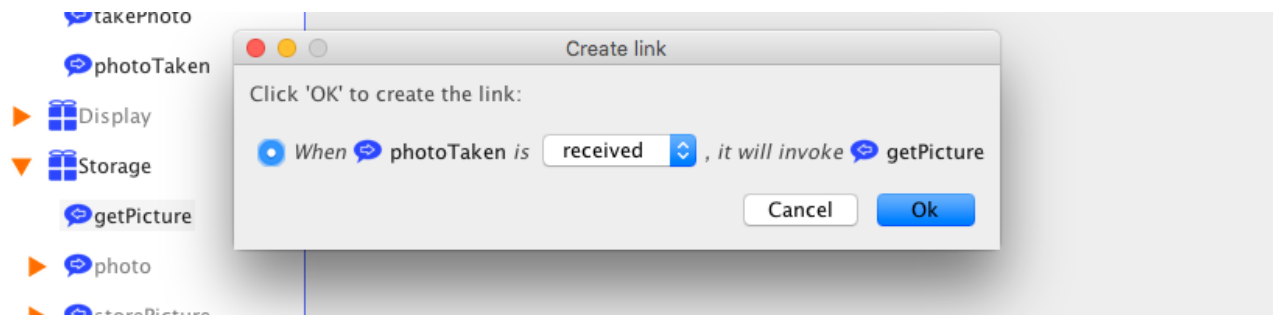 takePhoto
Create link
photoTaken
Click 'OK' to create the link:
Display
When photoTaken is received , it will invoke getPicture
Storage
Cancel Ok
getPicture
photo
storePicture